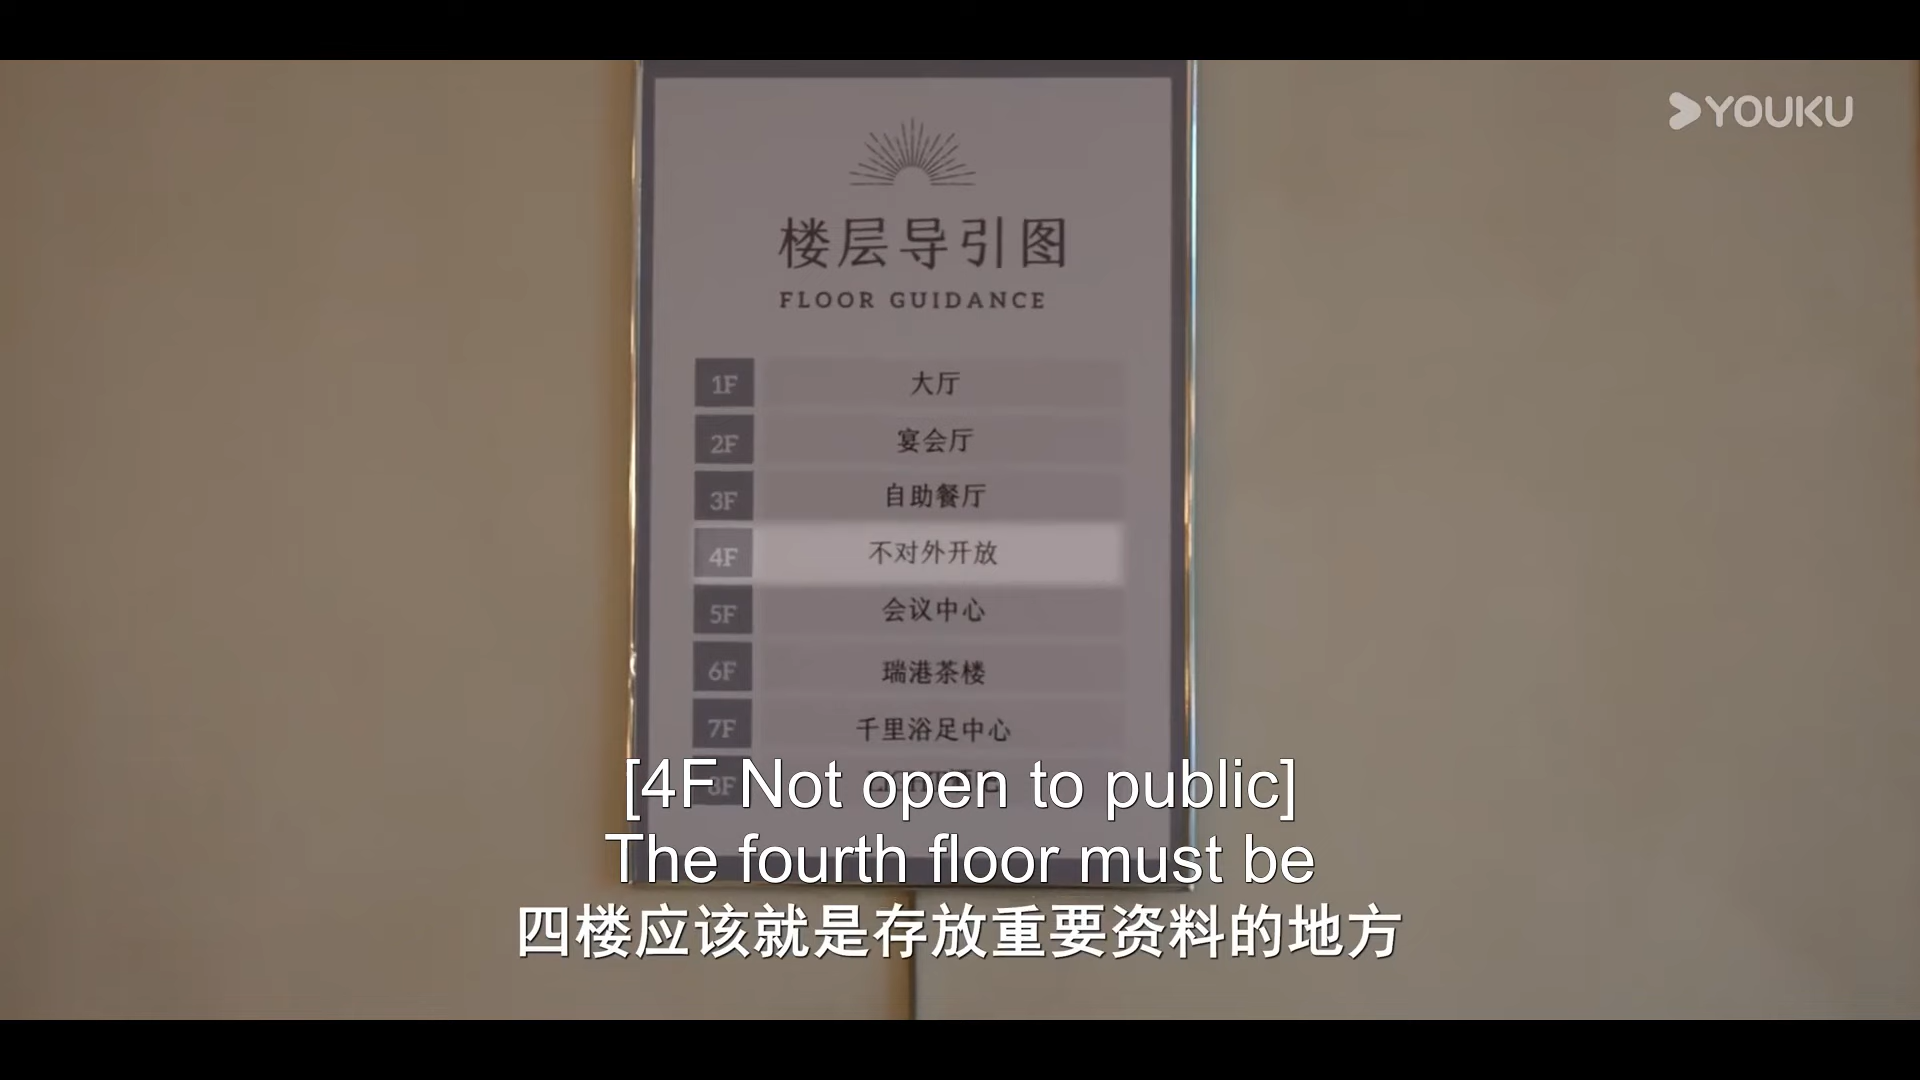 YOUKU
楼层导引图
FLOOR GUIDANCE
1F 大厅
2F 宴会厅
3F 自助餐厅
4F 不对外开放
5F 会议中心
6F 瑞港茶楼
7F 千里浴足中心
8F
[4F Not open to public]
The fourth floor must be
四楼应该就是存放重要资料的地方